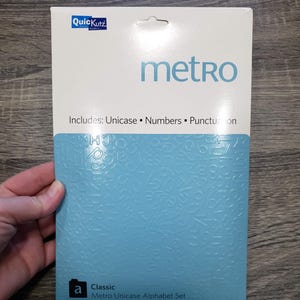 QuicKutz
metro
Includes: Unicase • Numbers • Punctuation
a
Classic
Metro Unicase Alphabet Set